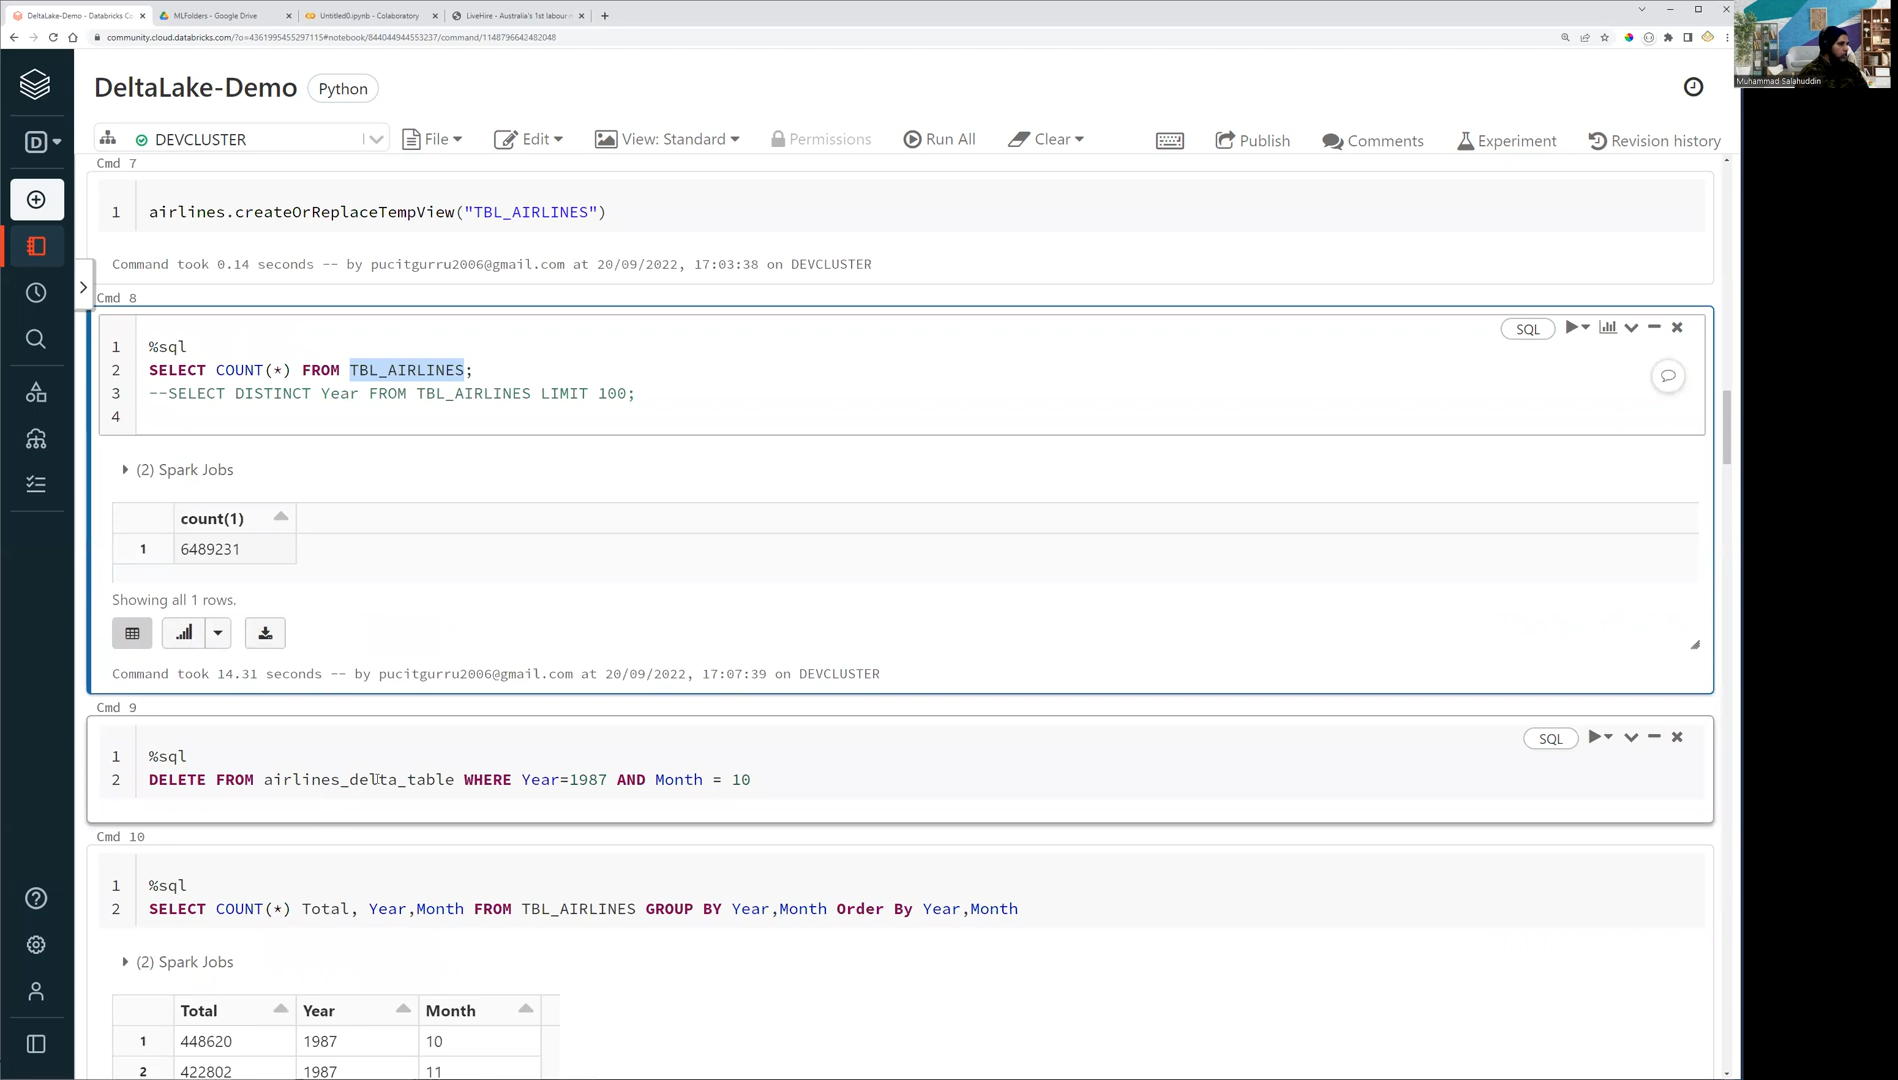 DeltaLake-Demo - Databricks Co
MLFolders - Google Drive
Untitled0.ipynb - Colaboratory
LiveHire - Australia's 1st labour m
community.cloud.databricks.com/?o=4361995455297115#notebook/844044944553237/command/1148796642482048
Muhammad Salahuddin
DeltaLake-Demo
Python
D
DEVCLUSTER
File
Edit
View: Standard
Permissions
Run All
Clear
Publish
Comments
Experiment
Revision history
Cmd 7
1 airlines.createOrReplaceTempView("TBL_AIRLINES")
Command took 0.14 seconds -- by pucitgurru2006@gmail.com at 20/09/2022, 17:03:38 on DEVCLUSTER
Cmd 8
SQL
1 %sql
2 SELECT COUNT(*) FROM TBL_AIRLINES;
3 --SELECT DISTINCT Year FROM TBL_AIRLINES LIMIT 100;
4
(2) Spark Jobs
count(1)
1 6489231
Showing all 1 rows.
Command took 14.31 seconds -- by pucitgurru2006@gmail.com at 20/09/2022, 17:07:39 on DEVCLUSTER
Cmd 9
SQL
1 %sql
2 DELETE FROM airlines_delta_table WHERE Year=1987 AND Month = 10
Cmd 10
1 %sql
2 SELECT COUNT(*) Total, Year,Month FROM TBL_AIRLINES GROUP BY Year,Month Order By Year,Month
(2) Spark Jobs
Total Year Month
1 448620 1987 10
2 422802 1987 11